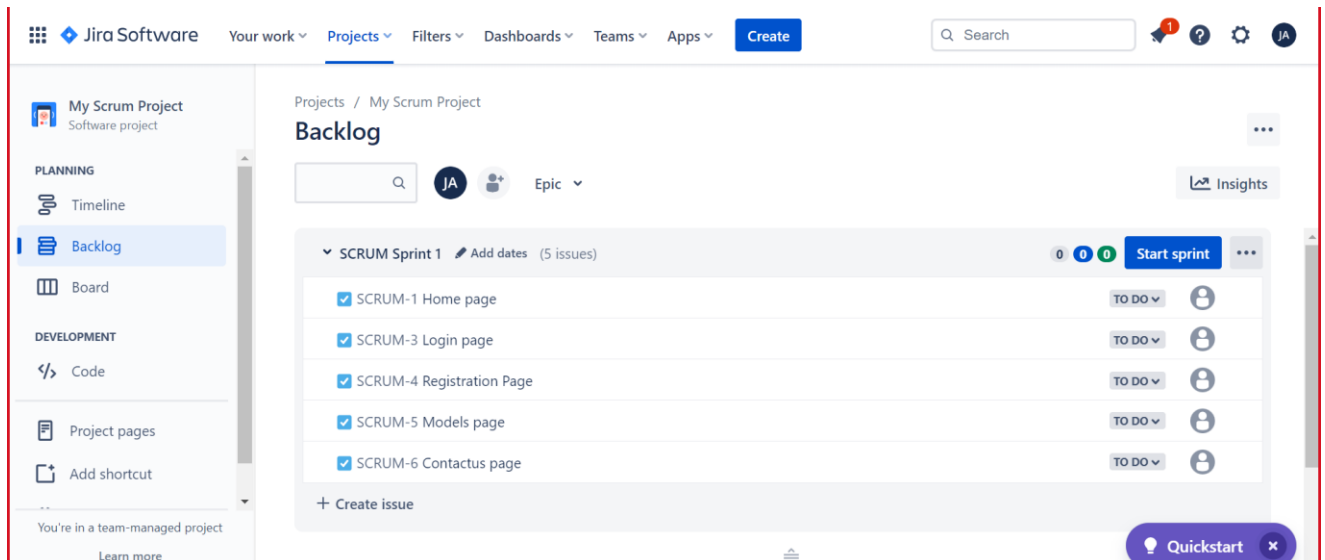 Jira Software Your work Projects Filters Dashboards Teams Apps Create Search 1 JA
My Scrum Project
Software project
PLANNING
Timeline
Backlog
Board
DEVELOPMENT
Code
Project pages
Add shortcut
You're in a team-managed project
Learn more
Projects / My Scrum Project
Backlog
JA Epic Insights
SCRUM Sprint 1 Add dates (5 issues) 0 0 0 Start sprint
SCRUM-1 Home page TO DO
SCRUM-3 Login page TO DO
SCRUM-4 Registration Page TO DO
SCRUM-5 Models page TO DO
SCRUM-6 Contactus page TO DO
+ Create issue
Quickstart